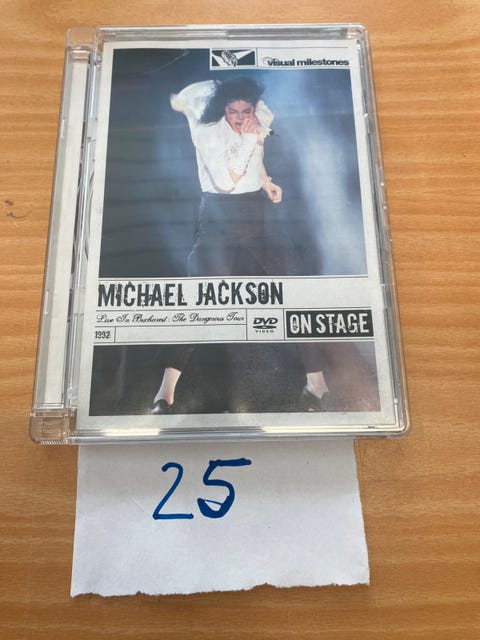 visual milestones
MICHAEL JACKSON
Live In Bucharest : The Dangerous Tour
DVD
VIDEO
ON STAGE
1992
25